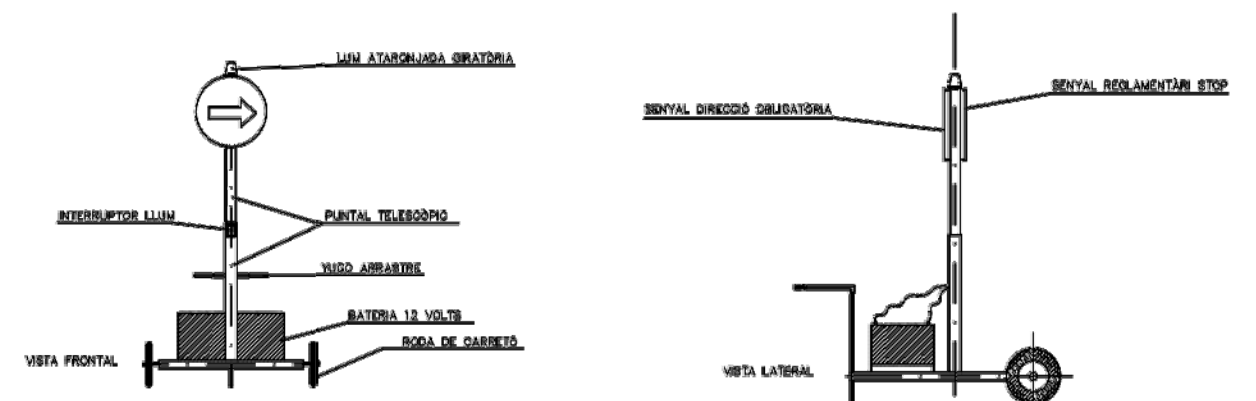 LLUM ATARONJADA GIRATÒRIA
INTERRUPTOR LLUM
PUNTAL TELESCÒPIC
YUGO ARRASTRE
BATERIA 12 VOLTS
RODA DE CARRETÓ
VISTA FRONTAL
SENYAL REGLAMENTÀRI STOP
SENYAL DIRECCIÓ OBLIGATÒRIA
VISTA LATERAL